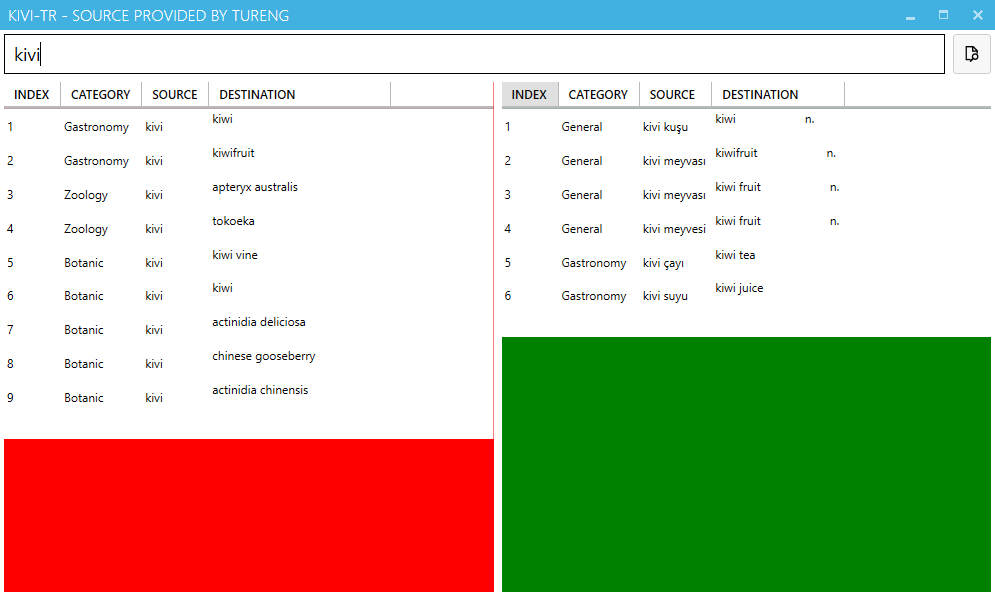 KIVI-TR - SOURCE PROVIDED BY TURENG
kivi
INDEX CATEGORY SOURCE DESTINATION
1 Gastronomy kivi kiwi
2 Gastronomy kivi kiwifruit
3 Zoology kivi apteryx australis
4 Zoology kivi tokoeka
5 Botanic kivi kiwi vine
6 Botanic kivi kiwi
7 Botanic kivi actinidia deliciosa
8 Botanic kivi chinese gooseberry
9 Botanic kivi actinidia chinensis
INDEX CATEGORY SOURCE DESTINATION
1 General kivi kuşu kiwi n.
2 General kivi meyvası kiwifruit n.
3 General kivi meyvası kiwi fruit n.
4 General kivi meyvesi kiwi fruit n.
5 Gastronomy kivi çayı kiwi tea
6 Gastronomy kivi suyu kiwi juice